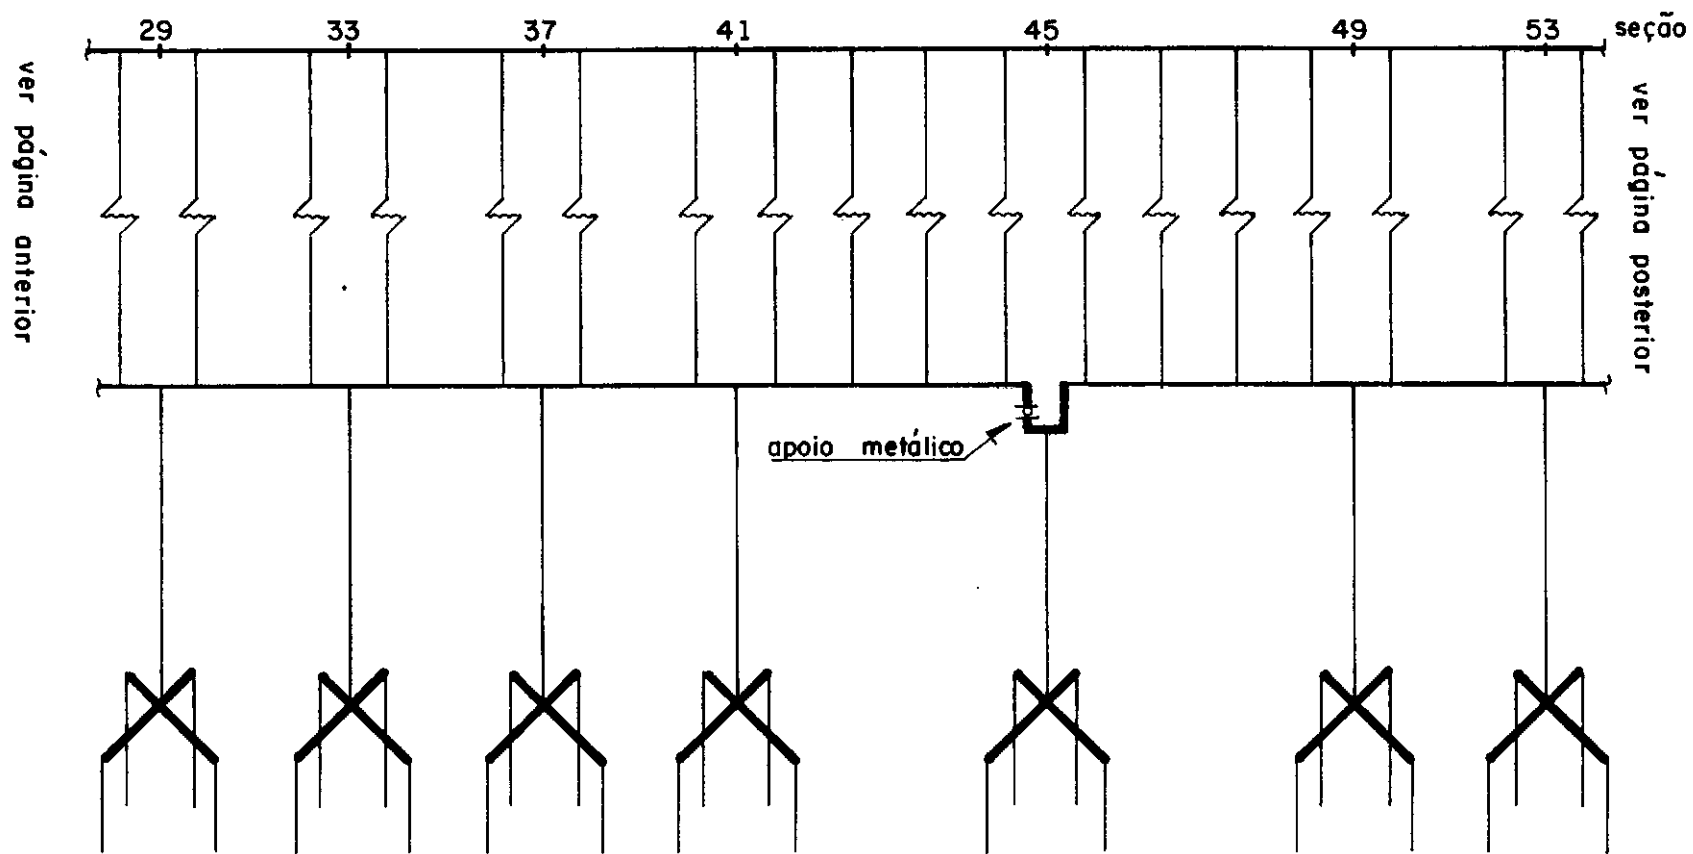 29 33 37 41 45 49 53 seção
ver página anterior
ver página posterior
apoio metálico